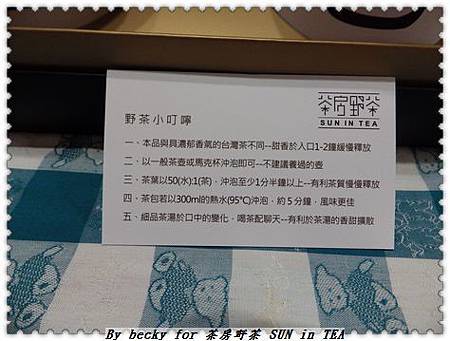 茶房野茶
SUN IN TEA
野茶小叮嚀
一、本品與具濃郁香氣的台灣茶不同--甜香於入口1-2鐘緩慢釋放
二、以一般茶壺或馬克杯沖泡即可--不建議養過的壺
三、茶葉以50(水):1(茶)，沖泡至少1分半鐘以上--有利茶質慢慢釋放
四、茶包若以300ml的熱水(95°C)沖泡，約５分鐘，風味更佳
五、細品茶湯於口中的變化，喝茶配聊天--有利於茶湯的香甜擴散
By becky for 茶房野茶 SUN in TEA